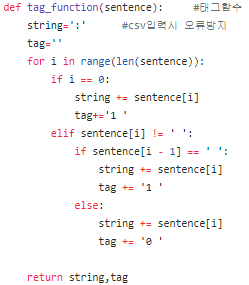 def tag_function(sentence):     #태그함수
    string=':'     #csv입력시 오류방지
    tag=''
    for i in range(len(sentence)):
        if i == 0:
            string += sentence[i]
            tag+='1 '
        elif sentence[i] != ' ':
            if sentence[i - 1] == ' ':
                string += sentence[i]
                tag += '1 '
            else:
                string += sentence[i]
                tag += '0 '

    return string,tag